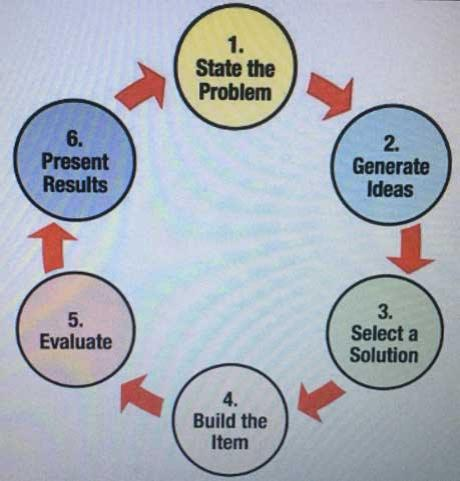 1.
State the
Problem
2.
Generate
Ideas
3.
Select a
Solution
4.
Build the
Item
5.
Evaluate
6.
Present
Results